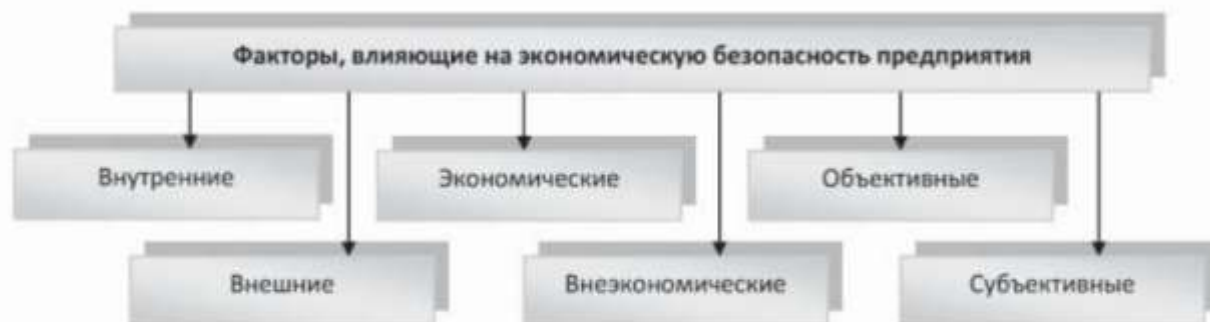 Факторы, влияющие на экономическую безопасность предприятия
Внутренние
Экономические
Объективные
Внешние
Внеэкономические
Субъективные